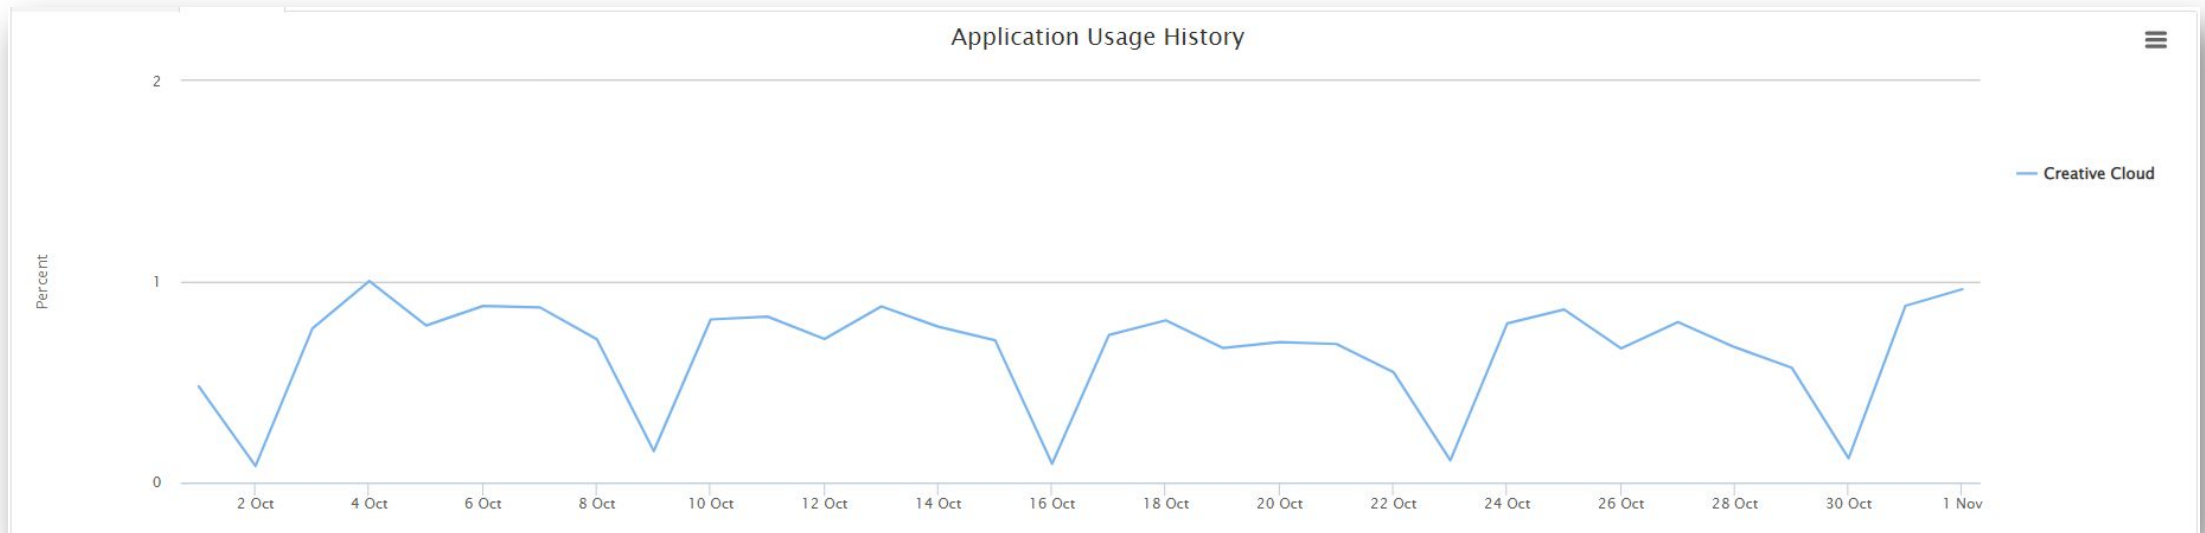 Application Usage History
2
1
0
Percent
Creative Cloud
2 Oct
4 Oct
6 Oct
8 Oct
10 Oct
12 Oct
14 Oct
16 Oct
18 Oct
20 Oct
22 Oct
24 Oct
26 Oct
28 Oct
30 Oct
1 Nov